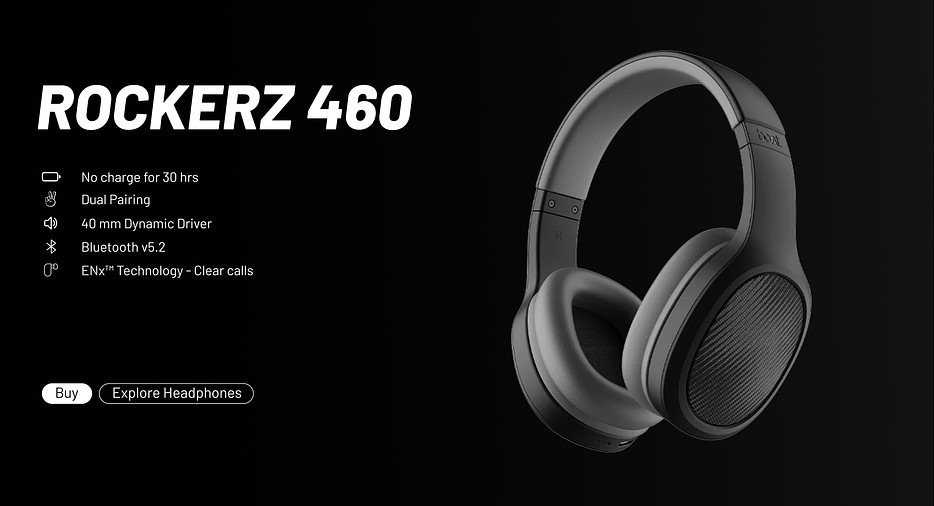 ROCKERZ 460
No charge for 30 hrs
Dual Pairing
40 mm Dynamic Driver
Bluetooth v5.2
ENx™ Technology - Clear calls
Buy
Explore Headphones
boAt
R